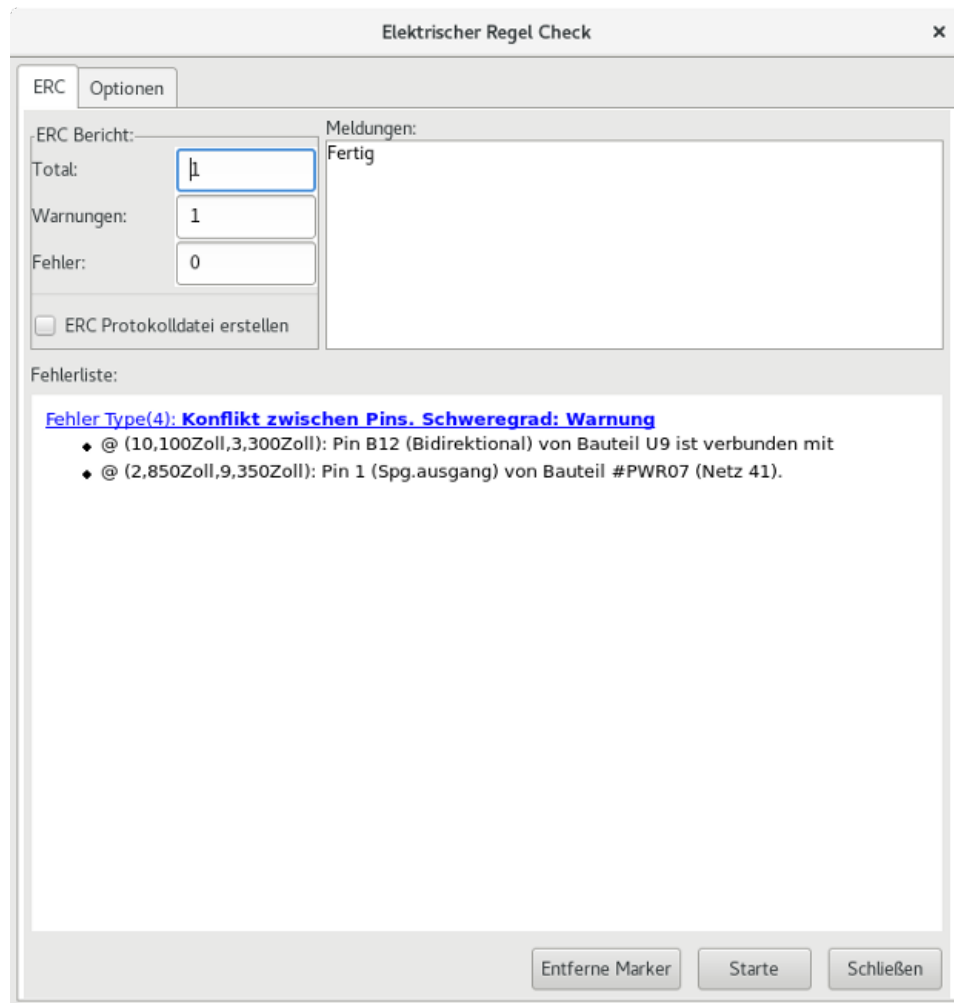 Elektrischer Regel Check
ERC Optionen
ERC Bericht:
Total: 1
Warnungen: 1
Fehler: 0
ERC Protokolldatei erstellen
Meldungen:
Fertig
Fehlerliste:
Fehler Type(4): Konflikt zwischen Pins. Schweregrad: Warnung
@ (10,100Zoll,3,300Zoll): Pin B12 (Bidirektional) von Bauteil U9 ist verbunden mit
@ (2,850Zoll,9,350Zoll): Pin 1 (Spg.ausgang) von Bauteil #PWR07 (Netz 41).
Entferne Marker Starte Schließen